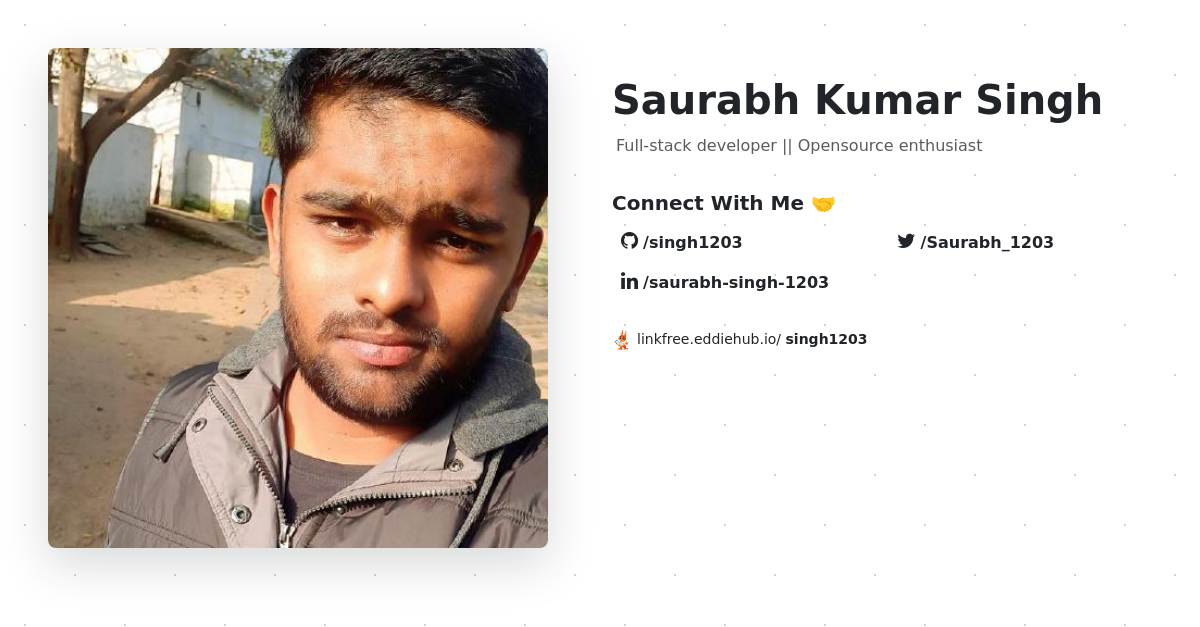 Saurabh Kumar Singh
Full-stack developer || Opensource enthusiast
Connect With Me 🤝
/singh1203
/Saurabh_1203
/saurabh-singh-1203
linkfree.eddiehub.io/ singh1203